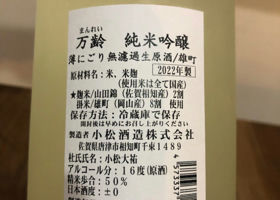 まんれい
万齢 純米吟醸
薄にごり無濾過生原酒/雄町
原材料名:米、米麹 2022年製
(使用米は全て国産)
★麹米/山田錦(佐賀相知産)2割
掛米/雄町(岡山産)8割 使用
保存方法:冷蔵庫で保存
開封後は早めにお召し上がりください。
製造者 小松酒造株式会社
佐賀県唐津市相知町千束1489
杜氏氏名:小松大祐
アルコール分:16度(原酒)
精米歩合:50%
日本酒度:±0